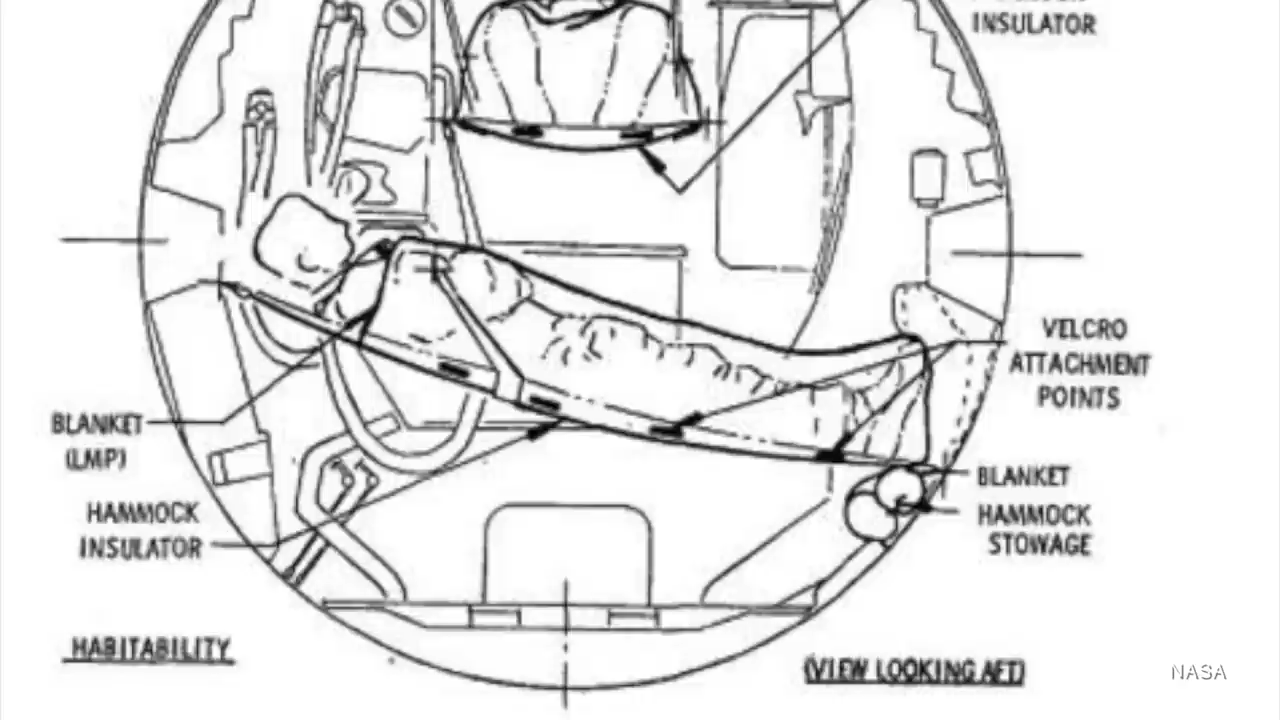 INSULATOR
VELCRO
ATTACHMENT
POINTS
BLANKET
(LMP)
BLANKET
HAMMOCK
INSULATOR
HAMMOCK
STOWAGE
HABITABILITY
(VIEW LOOKING AFT)
NASA